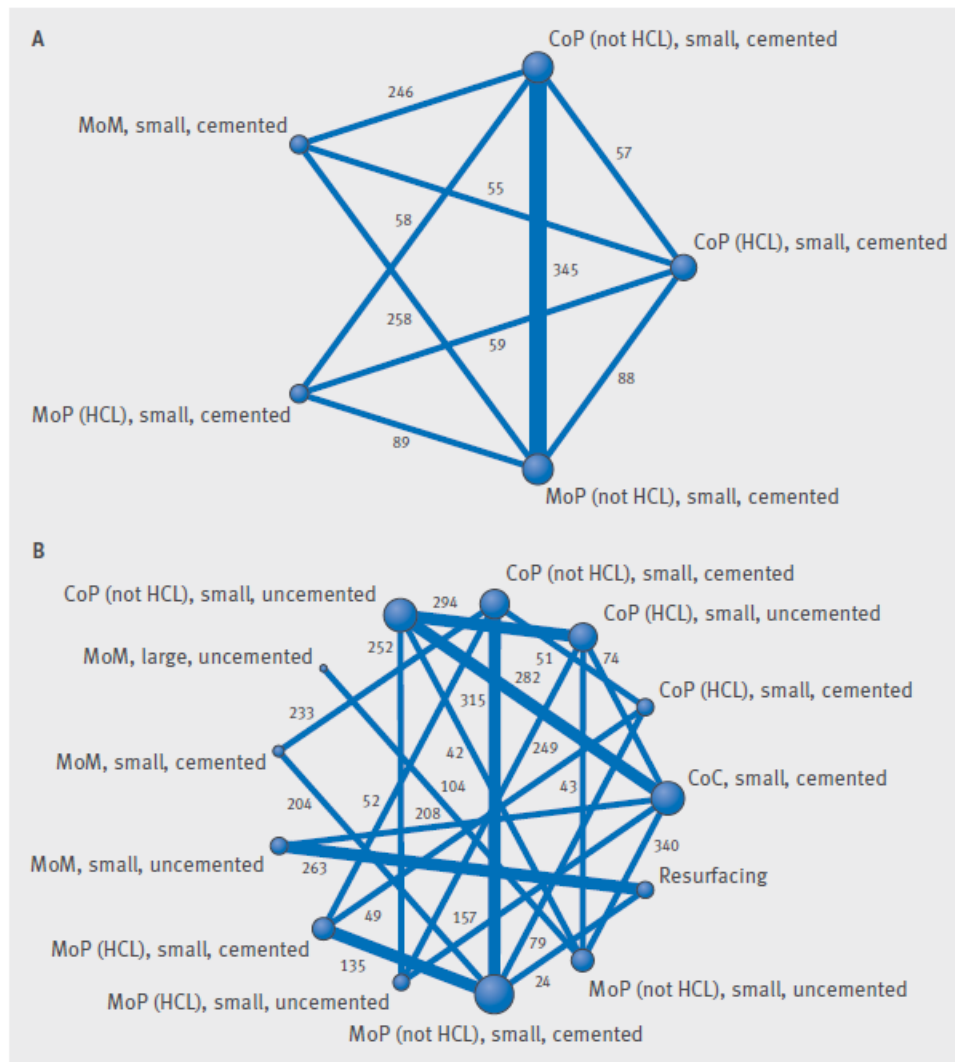 A
CoP (not HCL), small, cemented
246
MoM, small, cemented
57
55
58
CoP (HCL), small, cemented
345
258
59
88
MoP (HCL), small, cemented
89
MoP (not HCL), small, cemented
B
CoP (not HCL), small, cemented
CoP (not HCL), small, uncemented
294
CoP (HCL), small, uncemented
252
51
74
MoM, large, uncemented
282
CoP (HCL), small, cemented
315
233
42
249
MoM, small, cemented
104
43
CoC, small, cemented
52
204
208
340
MoM, small, uncemented
263
Resurfacing
49
157
79
MoP (HCL), small, cemented
135
24
MoP (HCL), small, uncemented
MoP (not HCL), small, uncemented
MoP (not HCL), small, cemented